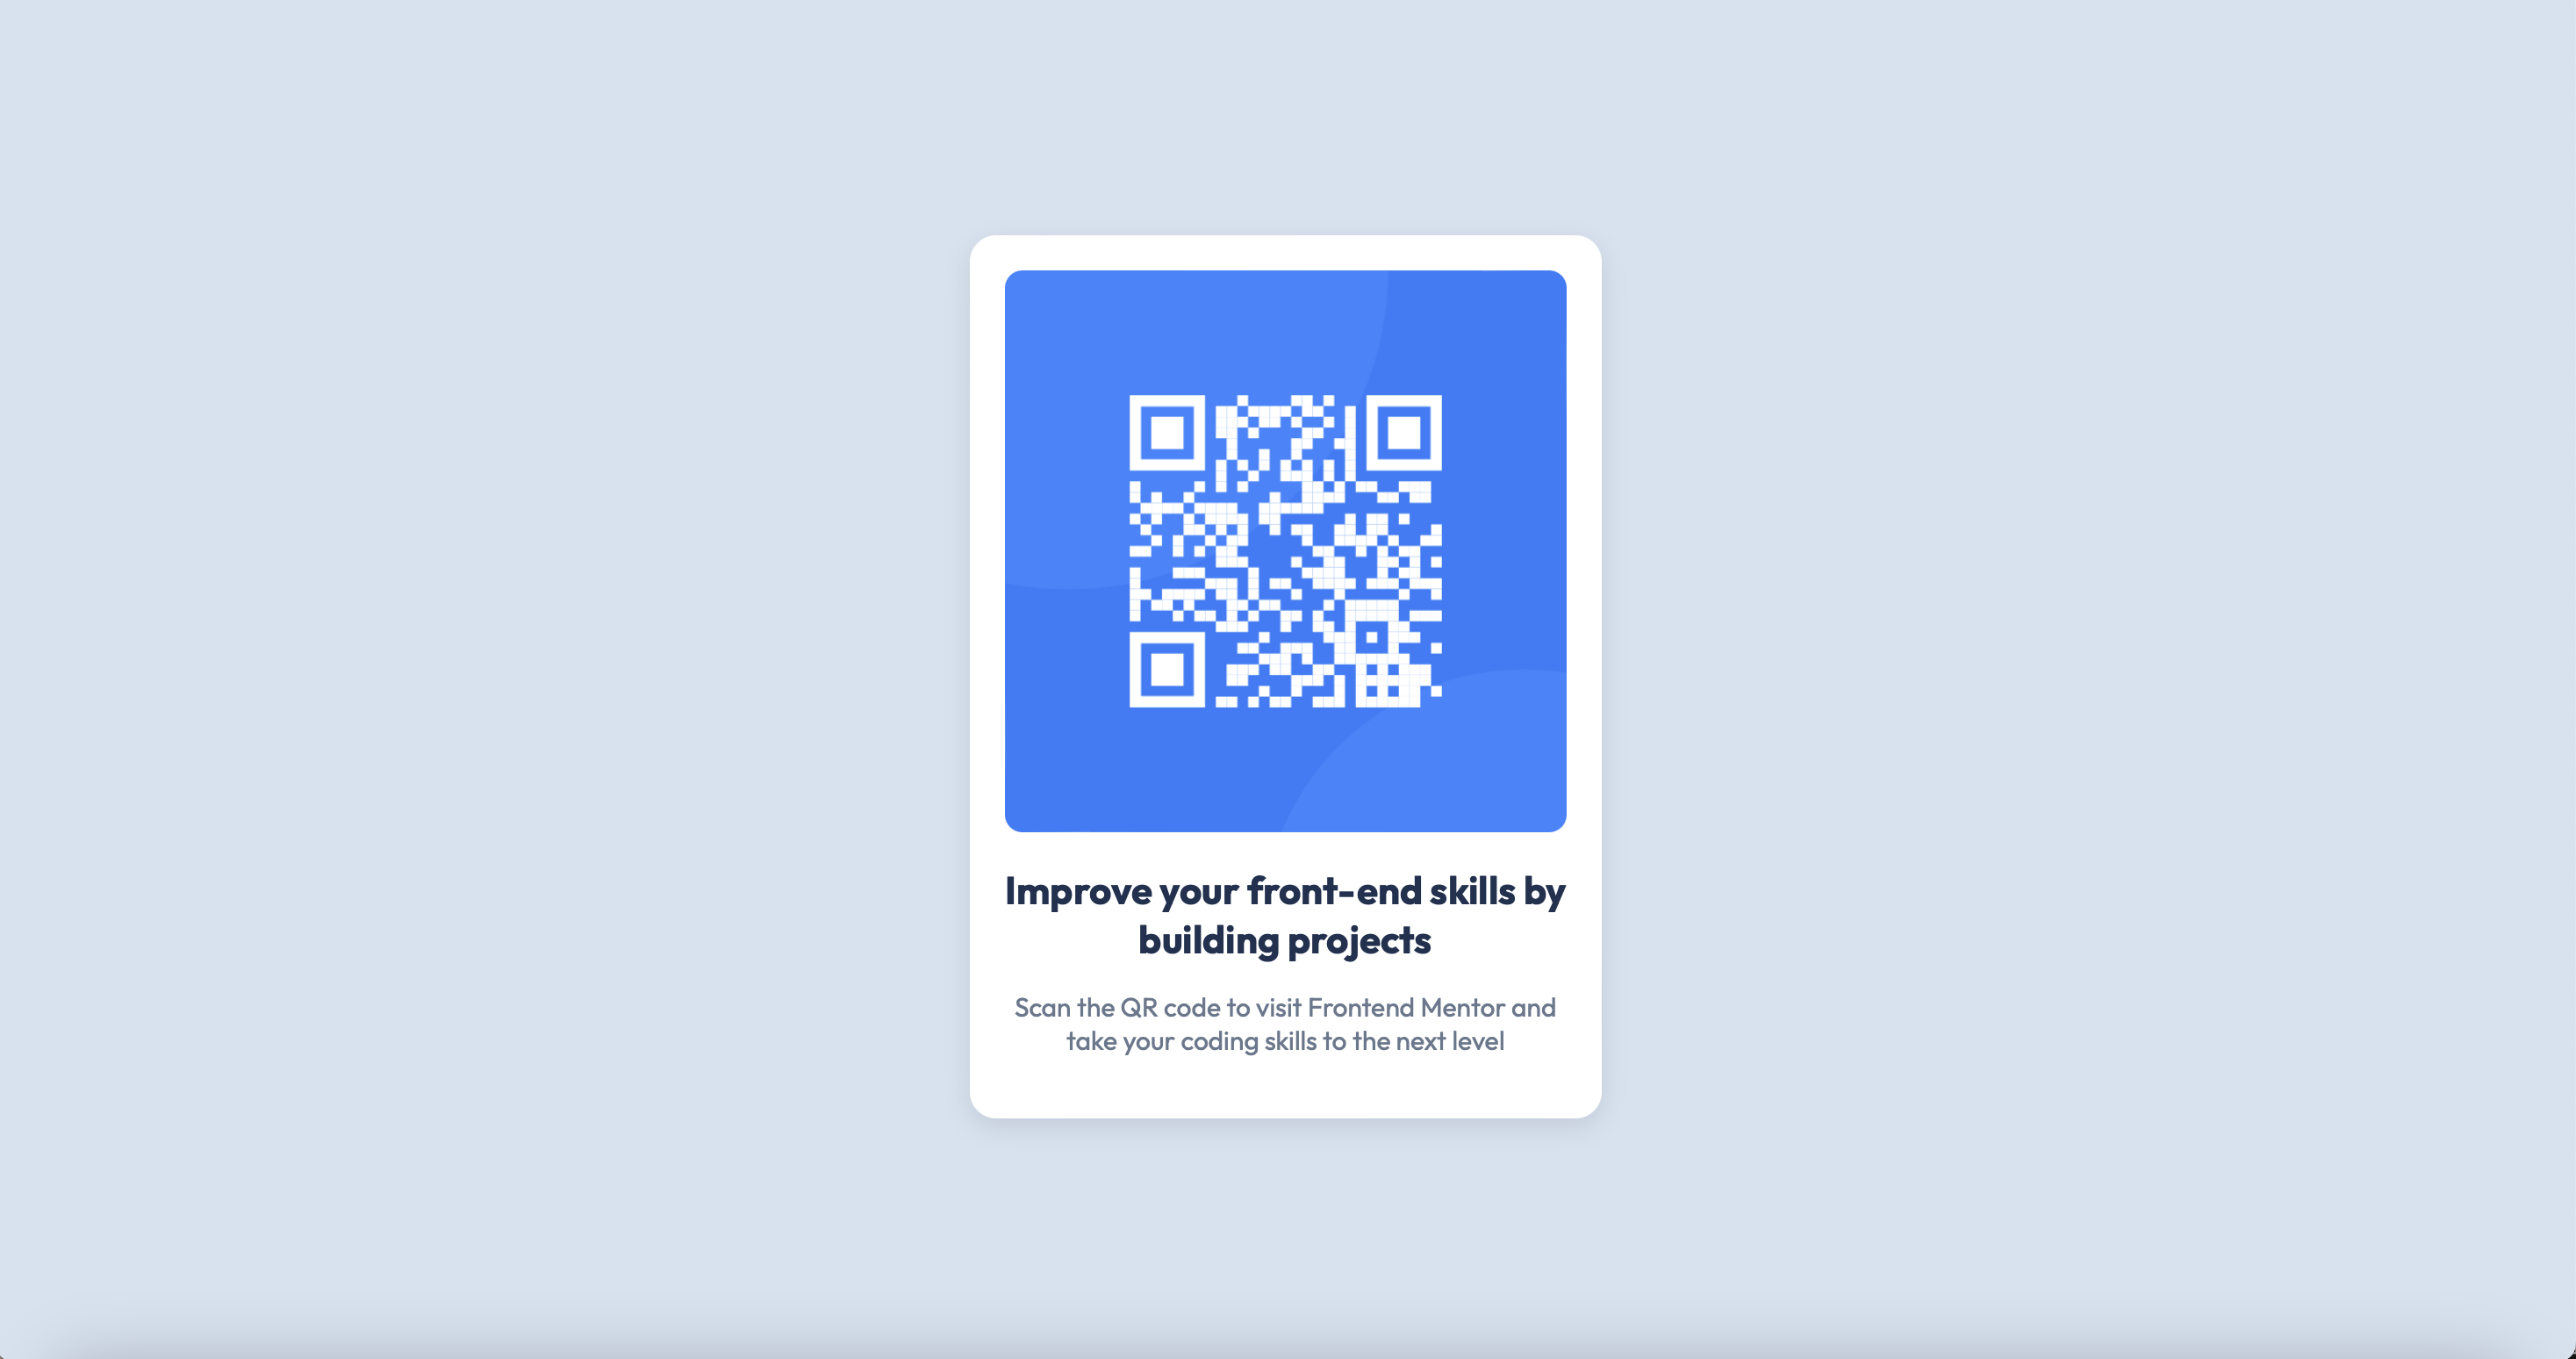 Improve your front-end skills by
building projects
Scan the QR code to visit Frontend Mentor and
take your coding skills to the next level